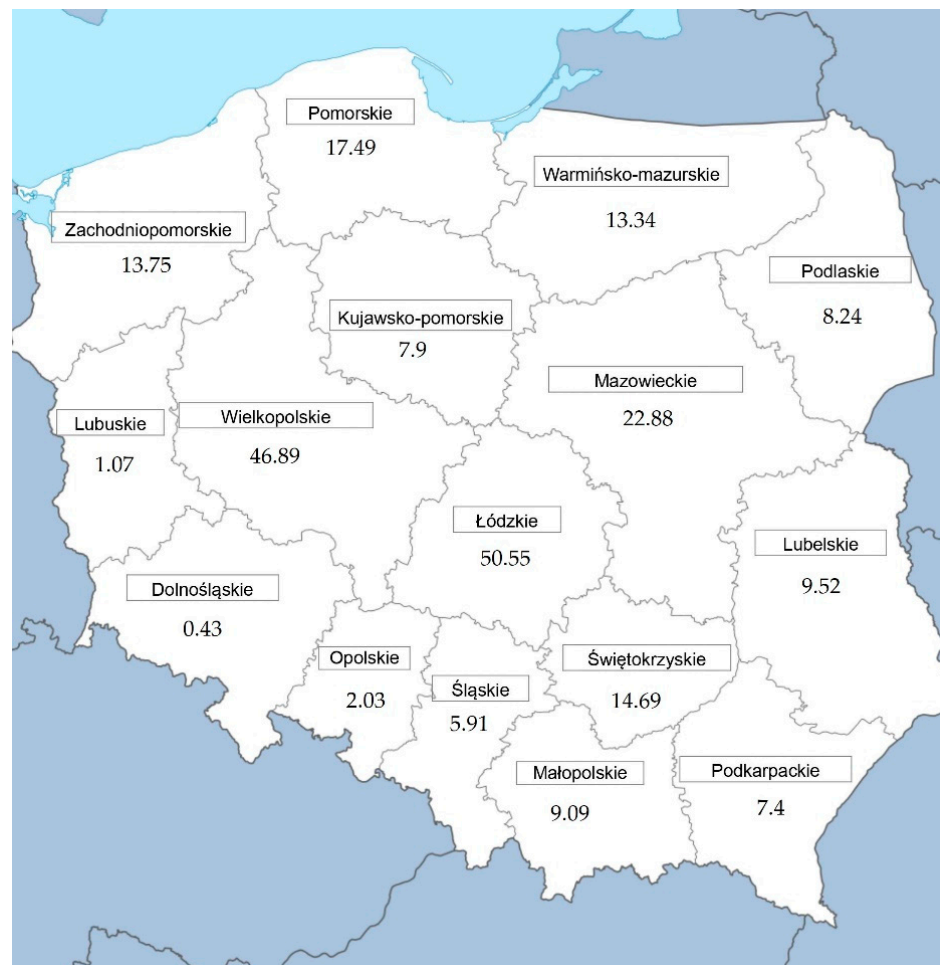 Pomorskie
17.49
Warmińsko-mazurskie
13.34
Zachodniopomorskie
13.75
Podlaskie
8.24
Kujawsko-pomorskie
7.9
Mazowieckie
22.88
Lubuskie
1.07
Wielkopolskie
46.89
Łódzkie
50.55
Lubelskie
9.52
Dolnośląskie
0.43
Opolskie
2.03
Śląskie
5.91
Świętokrzyskie
14.69
Małopolskie
9.09
Podkarpackie
7.4